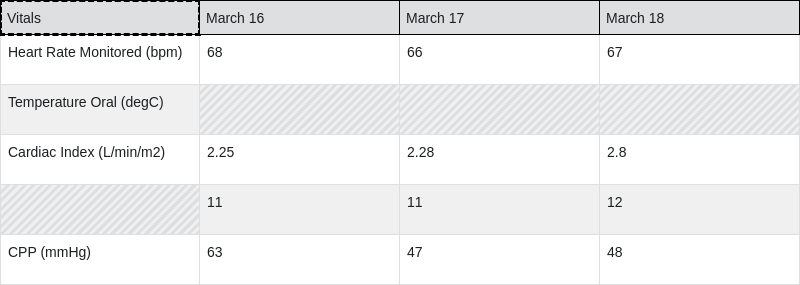 Vitals March 16 March 17 March 18
Heart Rate Monitored (bpm) 68 66 67
Temperature Oral (degC)
Cardiac Index (L/min/m2) 2.25 2.28 2.8
11 11 12
CPP (mmHg) 63 47 48